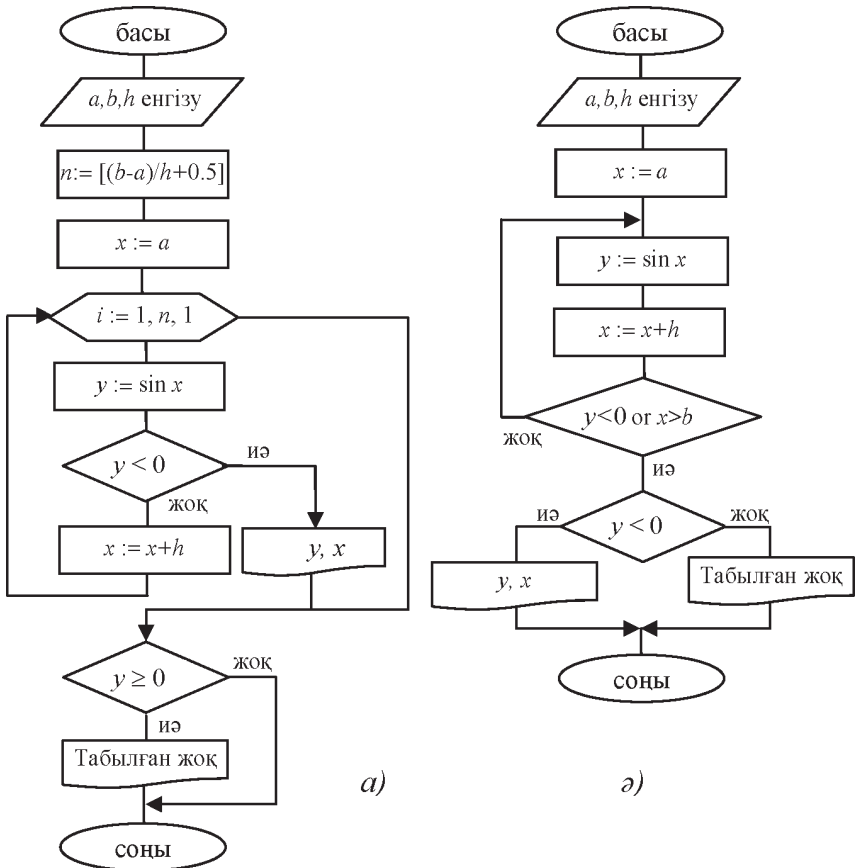 басы
a,b,h енгізу
n:= [(b-a)/h+0.5]
x := a
i := 1, n, 1
y := sin x
y < 0
иә
жоқ
x := x+h
y, x
y ≥ 0
жоқ
иә
Табылған жоқ
соңы
а)
басы
a,b,h енгізу
x := a
y := sin x
x := x+h
y<0 or x>b
жоқ
иә
y < 0
иә
жоқ
y, x
Табылған жоқ
соңы
ә)